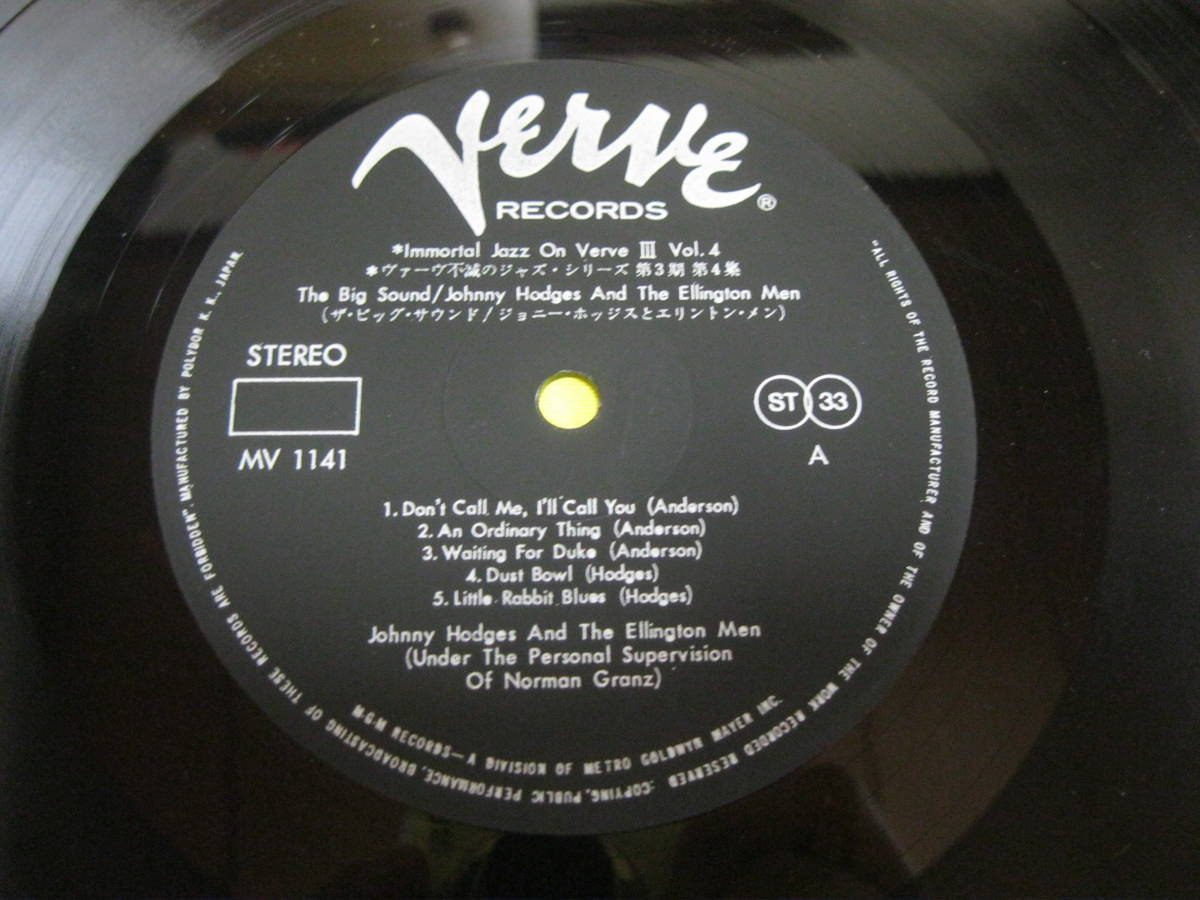 Verve
RECORDS ®
*Immortal Jazz On Verve III Vol.4
*ヴァーヴ不滅のジャズ・シリーズ 第3期 第4集
The Big Sound/Johnny Hodges And The Ellington Men
(ザ・ビッグ・サウンド/ジョニー・ホッジスとエリントン・メン)
STEREO
MV 1141
ST 33
A
1. Don't Call Me, I'll Call You (Anderson)
2. An Ordinary Thing (Anderson)
3. Waiting For Duke (Anderson)
4. Dust Bowl (Hodges)
5. Little Rabbit Blues (Hodges)
Johnny Hodges And The Ellington Men
(Under The Personal Supervision
Of Norman Granz)
M.G.M RECORDS—A DIVISION OF METRO GOLDWYN MAYER INC.
"ALL RIGHTS OF THE RECORD MANUFACTURER AND OF THE OWNER OF THE WORK RECORDED RESERVED :COPYING, PUBLIC PERFORMANCE, BROADCASTING OF THESE RECORDS ARE FORBIDDEN". MANUFACTURED BY POLYDOR K. K., JAPAN.